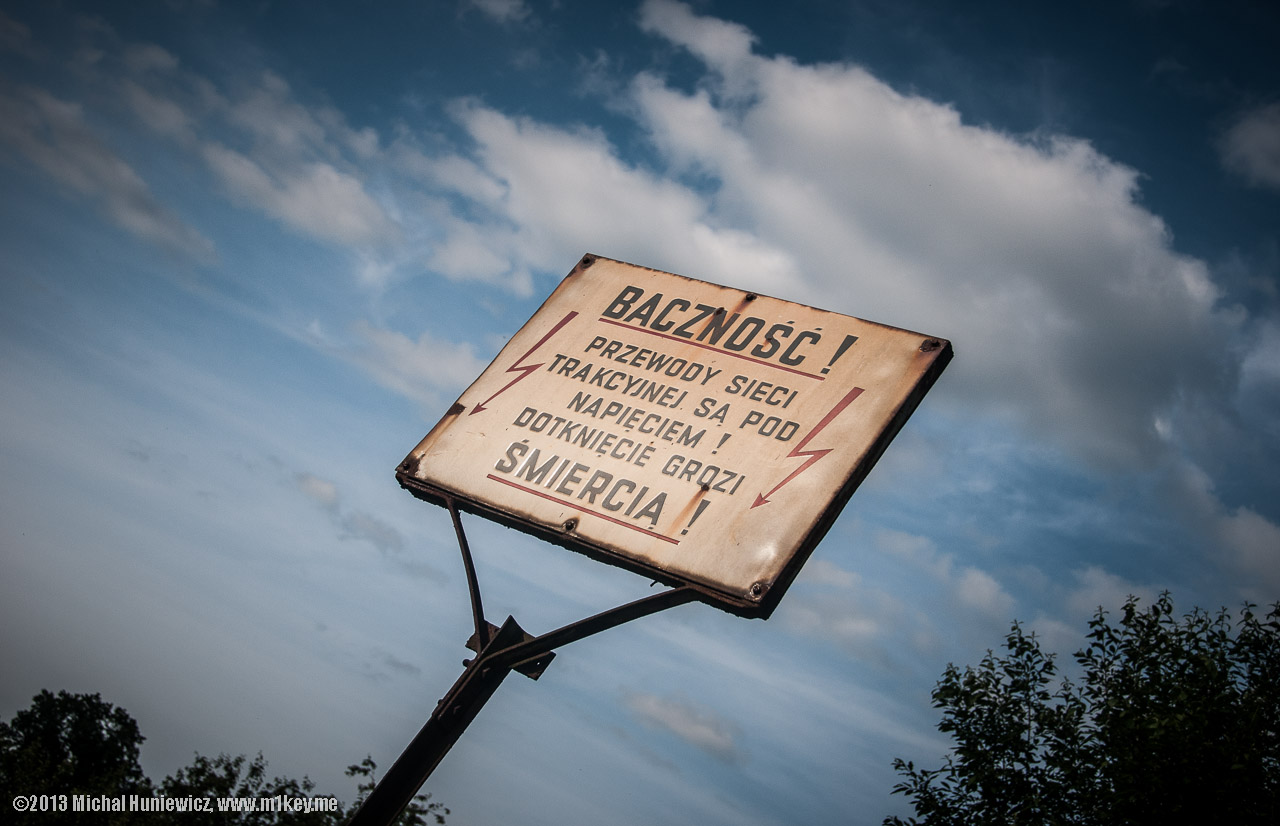 BACZNOŚĆ !
PRZEWODY SIECI
TRAKCYJNEJ SĄ POD
NAPIĘCIEM !
DOTKNIĘCIE GROZI
ŚMIERCIĄ !
©2013 Michal Huniewicz, www.m1key.me